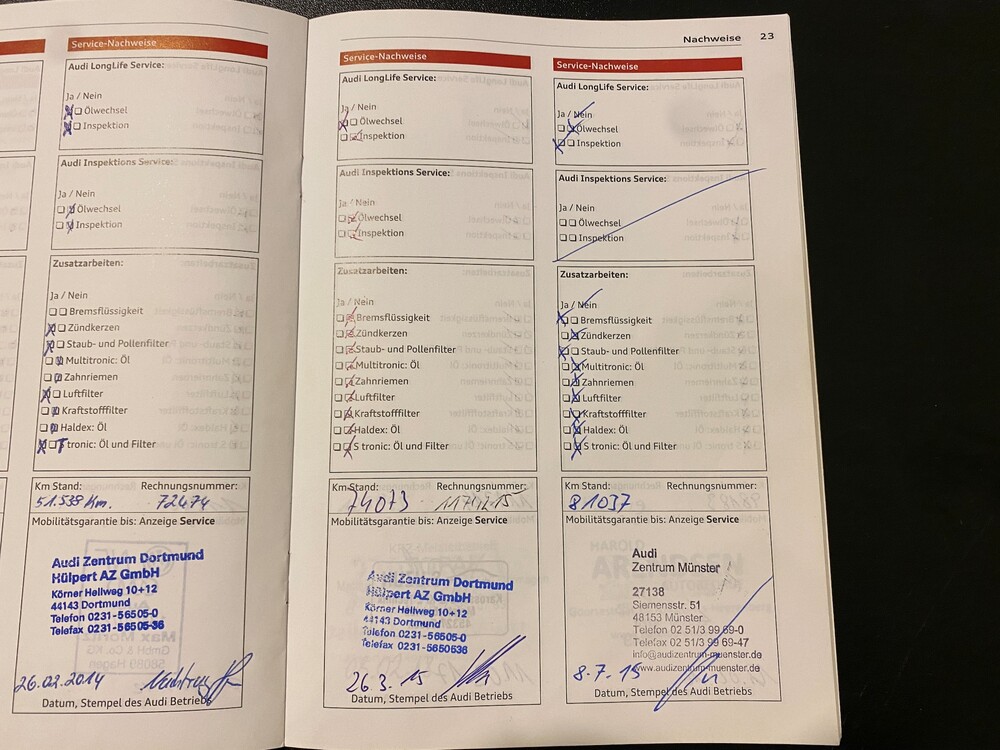 Nachweise 23
Service-Nachweise
Audi LongLife Service:
Ja / Nein
Ölwechsel
Inspektion
Audi Inspektions Service:
Ja / Nein
Ölwechsel
Inspektion
Zusatzarbeiten:
Ja / Nein
Bremsflüssigkeit
Zündkerzen
Staub- und Pollenfilter
Multitronic: Öl
Zahnriemen
Luftfilter
Kraftstofffilter
Haldex: Öl
S tronic: Öl und Filter
Km Stand: Rechnungsnummer:
51.538 Km. 72474
Mobilitätsgarantie bis: Anzeige Service
Audi Zentrum Dortmund
Hülpert AZ GmbH
Körner Hellweg 10+12
44143 Dortmund
Telefon 0231-56505-0
Telefax 0231-56505-36
26.02.2014
Datum, Stempel des Audi Betriebs
Service-Nachweise
Audi LongLife Service:
Ja / Nein
Ölwechsel
Inspektion
Audi Inspektions Service:
Ja / Nein
Ölwechsel
Inspektion
Zusatzarbeiten:
Ja / Nein
Bremsflüssigkeit
Zündkerzen
Staub- und Pollenfilter
Multitronic: Öl
Zahnriemen
Luftfilter
Kraftstofffilter
Haldex: Öl
S tronic: Öl und Filter
Km-Stand: Rechnungsnummer:
74073
Mobilitätsgarantie bis: Anzeige Service
Audi Zentrum Dortmund
Hülpert AZ GmbH
Körner Hellweg 10+12
44143 Dortmund
Telefon 0231-56505-0
Telefax 0231-5650536
26.3.15
Datum, Stempel des Audi Betriebs
Service-Nachweise
Audi LongLife Service:
Ja / Nein
Ölwechsel
Inspektion
Audi Inspektions Service:
Ja / Nein
Ölwechsel
Inspektion
Zusatzarbeiten:
Ja / Nein
Bremsflüssigkeit
Zündkerzen
Staub- und Pollenfilter
Multitronic: Öl
Zahnriemen
Luftfilter
Kraftstofffilter
Haldex: Öl
S tronic: Öl und Filter
Km Stand: Rechnungsnummer:
81037
Mobilitätsgarantie bis: Anzeige Service
Audi
Zentrum Münster
27138
Siemensstr. 51
48153 Münster
Telefon 02 51/3 99 69-0
Telefax 02 51/3 99 69-47
info@audizentrum-muenster.de
www.audizentrum-muenster.de
8.7.15
Datum, Stempel des Audi Betriebs